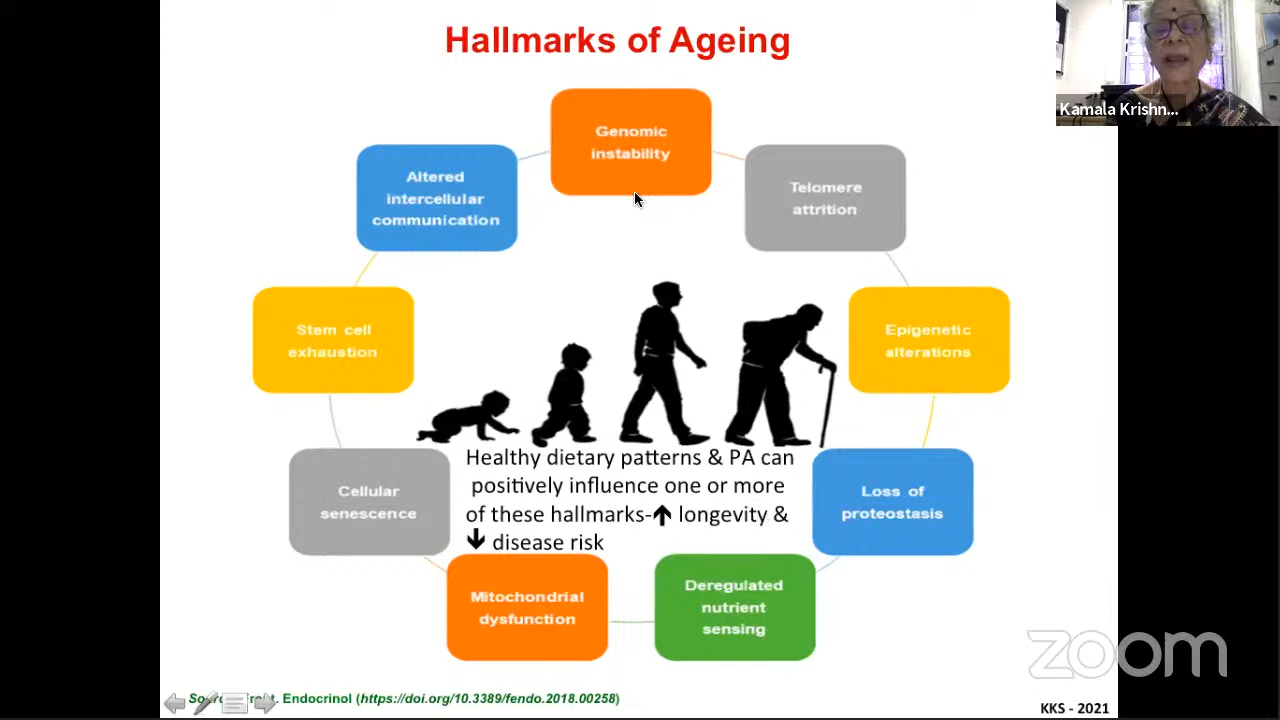 Hallmarks of Ageing
Kamala Krishn...
Genomic
instability
Telomere
attrition
Epigenetic
alterations
Loss of
proteostasis
Deregulated
nutrient
sensing
Mitochondrial
dysfunction
Cellular
senescence
Stem cell
exhaustion
Altered
intercellular
communication
Healthy dietary patterns & PA can
positively influence one or more
of these hallmarks-↑ longevity &
↓ disease risk
Endocrinol (https://doi.org/10.3389/fendo.2018.00258)
zoom
KKS - 2021